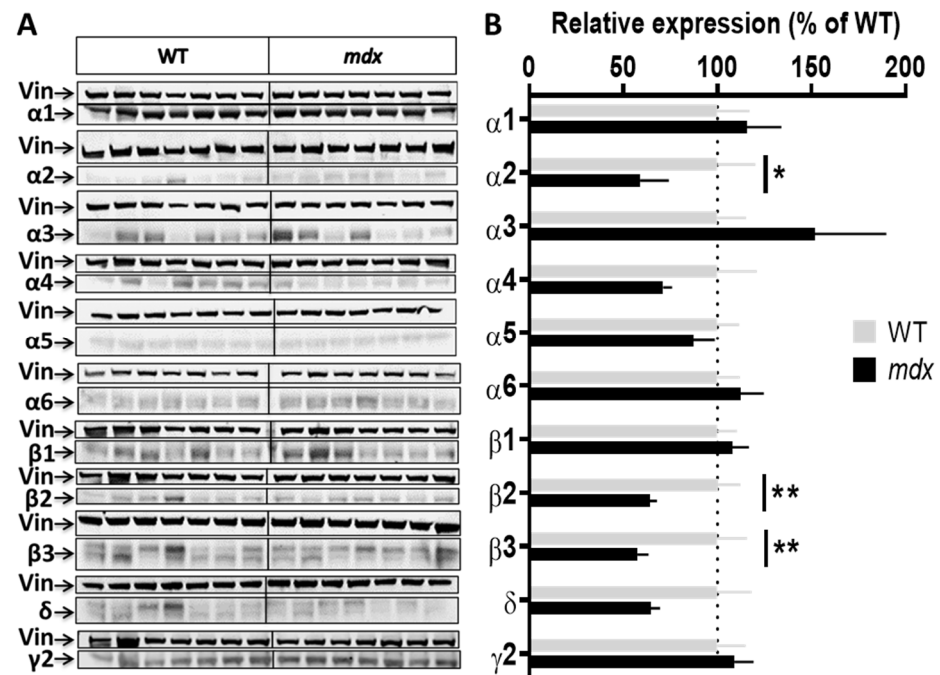 A
WT mdx
Vin→
α1→
Vin→
α2→
Vin→
α3→
Vin→
α4→
Vin→
α5→
Vin→
α6→
Vin→
β1→
Vin→
β2→
Vin→
β3→
Vin→
δ→
Vin→
γ2→
B
Relative expression (% of WT)
0 50 100 150 200
α1
α2 *
α3
α4
α5
α6
β1
β2 **
β3 **
δ
γ2
WT
mdx